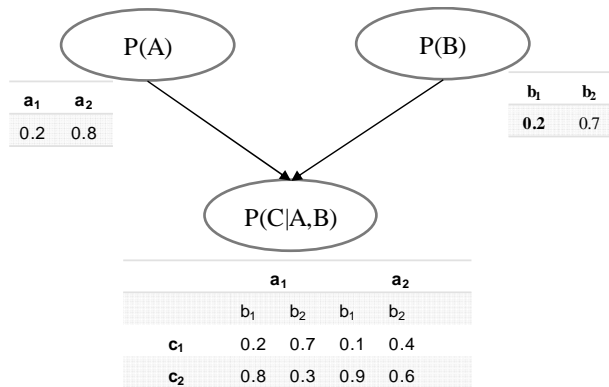 P(A)
P(B)
a₁ a₂
0.2 0.8
b₁ b₂
0.2 0.7
P(C|A,B)
a₁ a₂
b₁ b₂ b₁ b₂
c₁ 0.2 0.7 0.1 0.4
c₂ 0.8 0.3 0.9 0.6